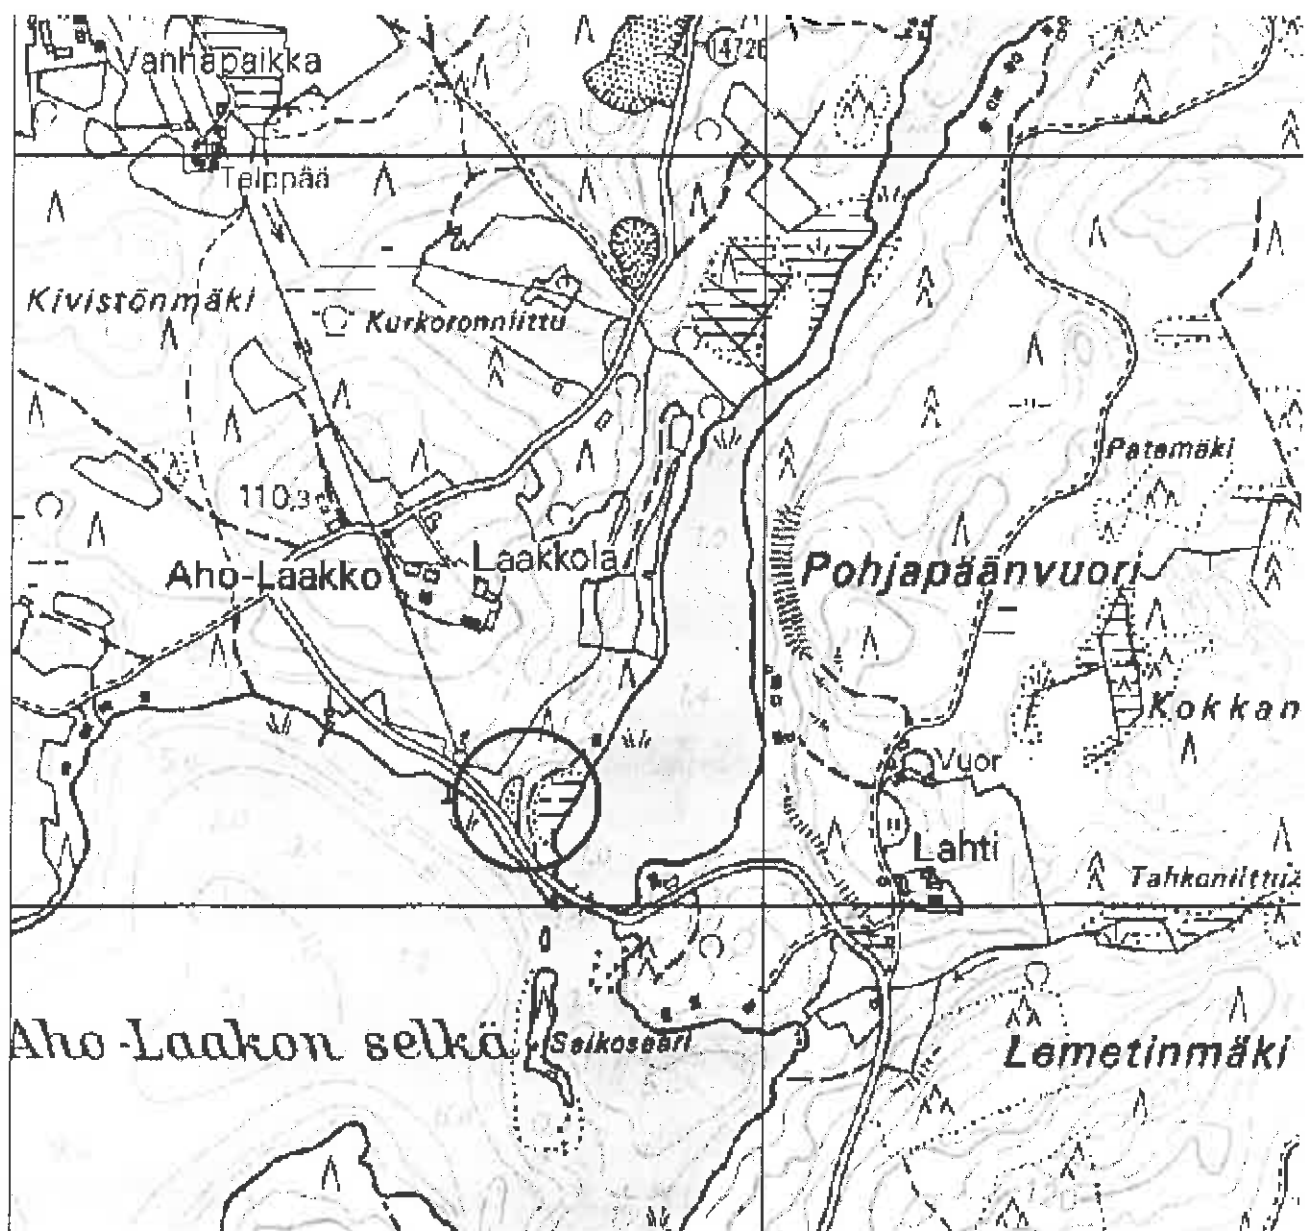 14726
Vanhapaikka
Telppää
Kivistönmäki
Kurkoronniittu
Patamäki
110,3
Laakkola
Aho-Laakko
Pohjapäänvuori
Kokkan
Vuor
Lahti
Tahkoniittu
Aho-Laakon selkä
Selkosaari
Lemetinmäki